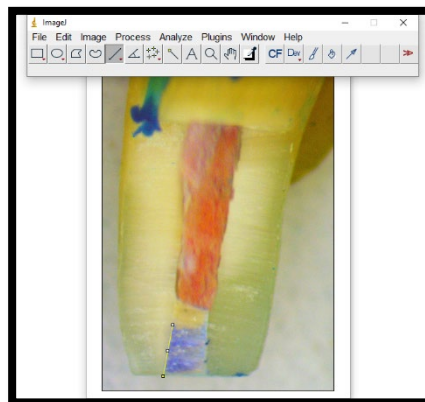 ImageJ
File Edit Image Process Analyze Plugins Window Help
A CF Dev